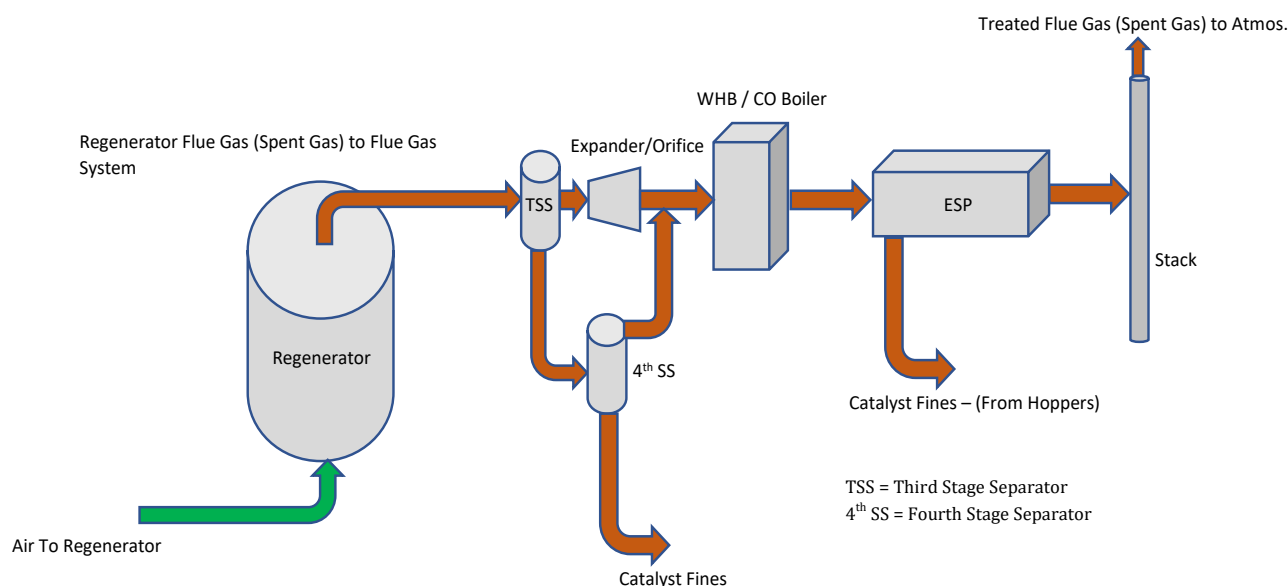 Treated Flue Gas (Spent Gas) to Atmos.
WHB / CO Boiler
Regenerator Flue Gas (Spent Gas) to Flue Gas
System
Expander/Orifice
TSS
ESP
Stack
Regenerator
4th SS
Catalyst Fines – (From Hoppers)
TSS = Third Stage Separator
4th SS = Fourth Stage Separator
Air To Regenerator
Catalyst Fines